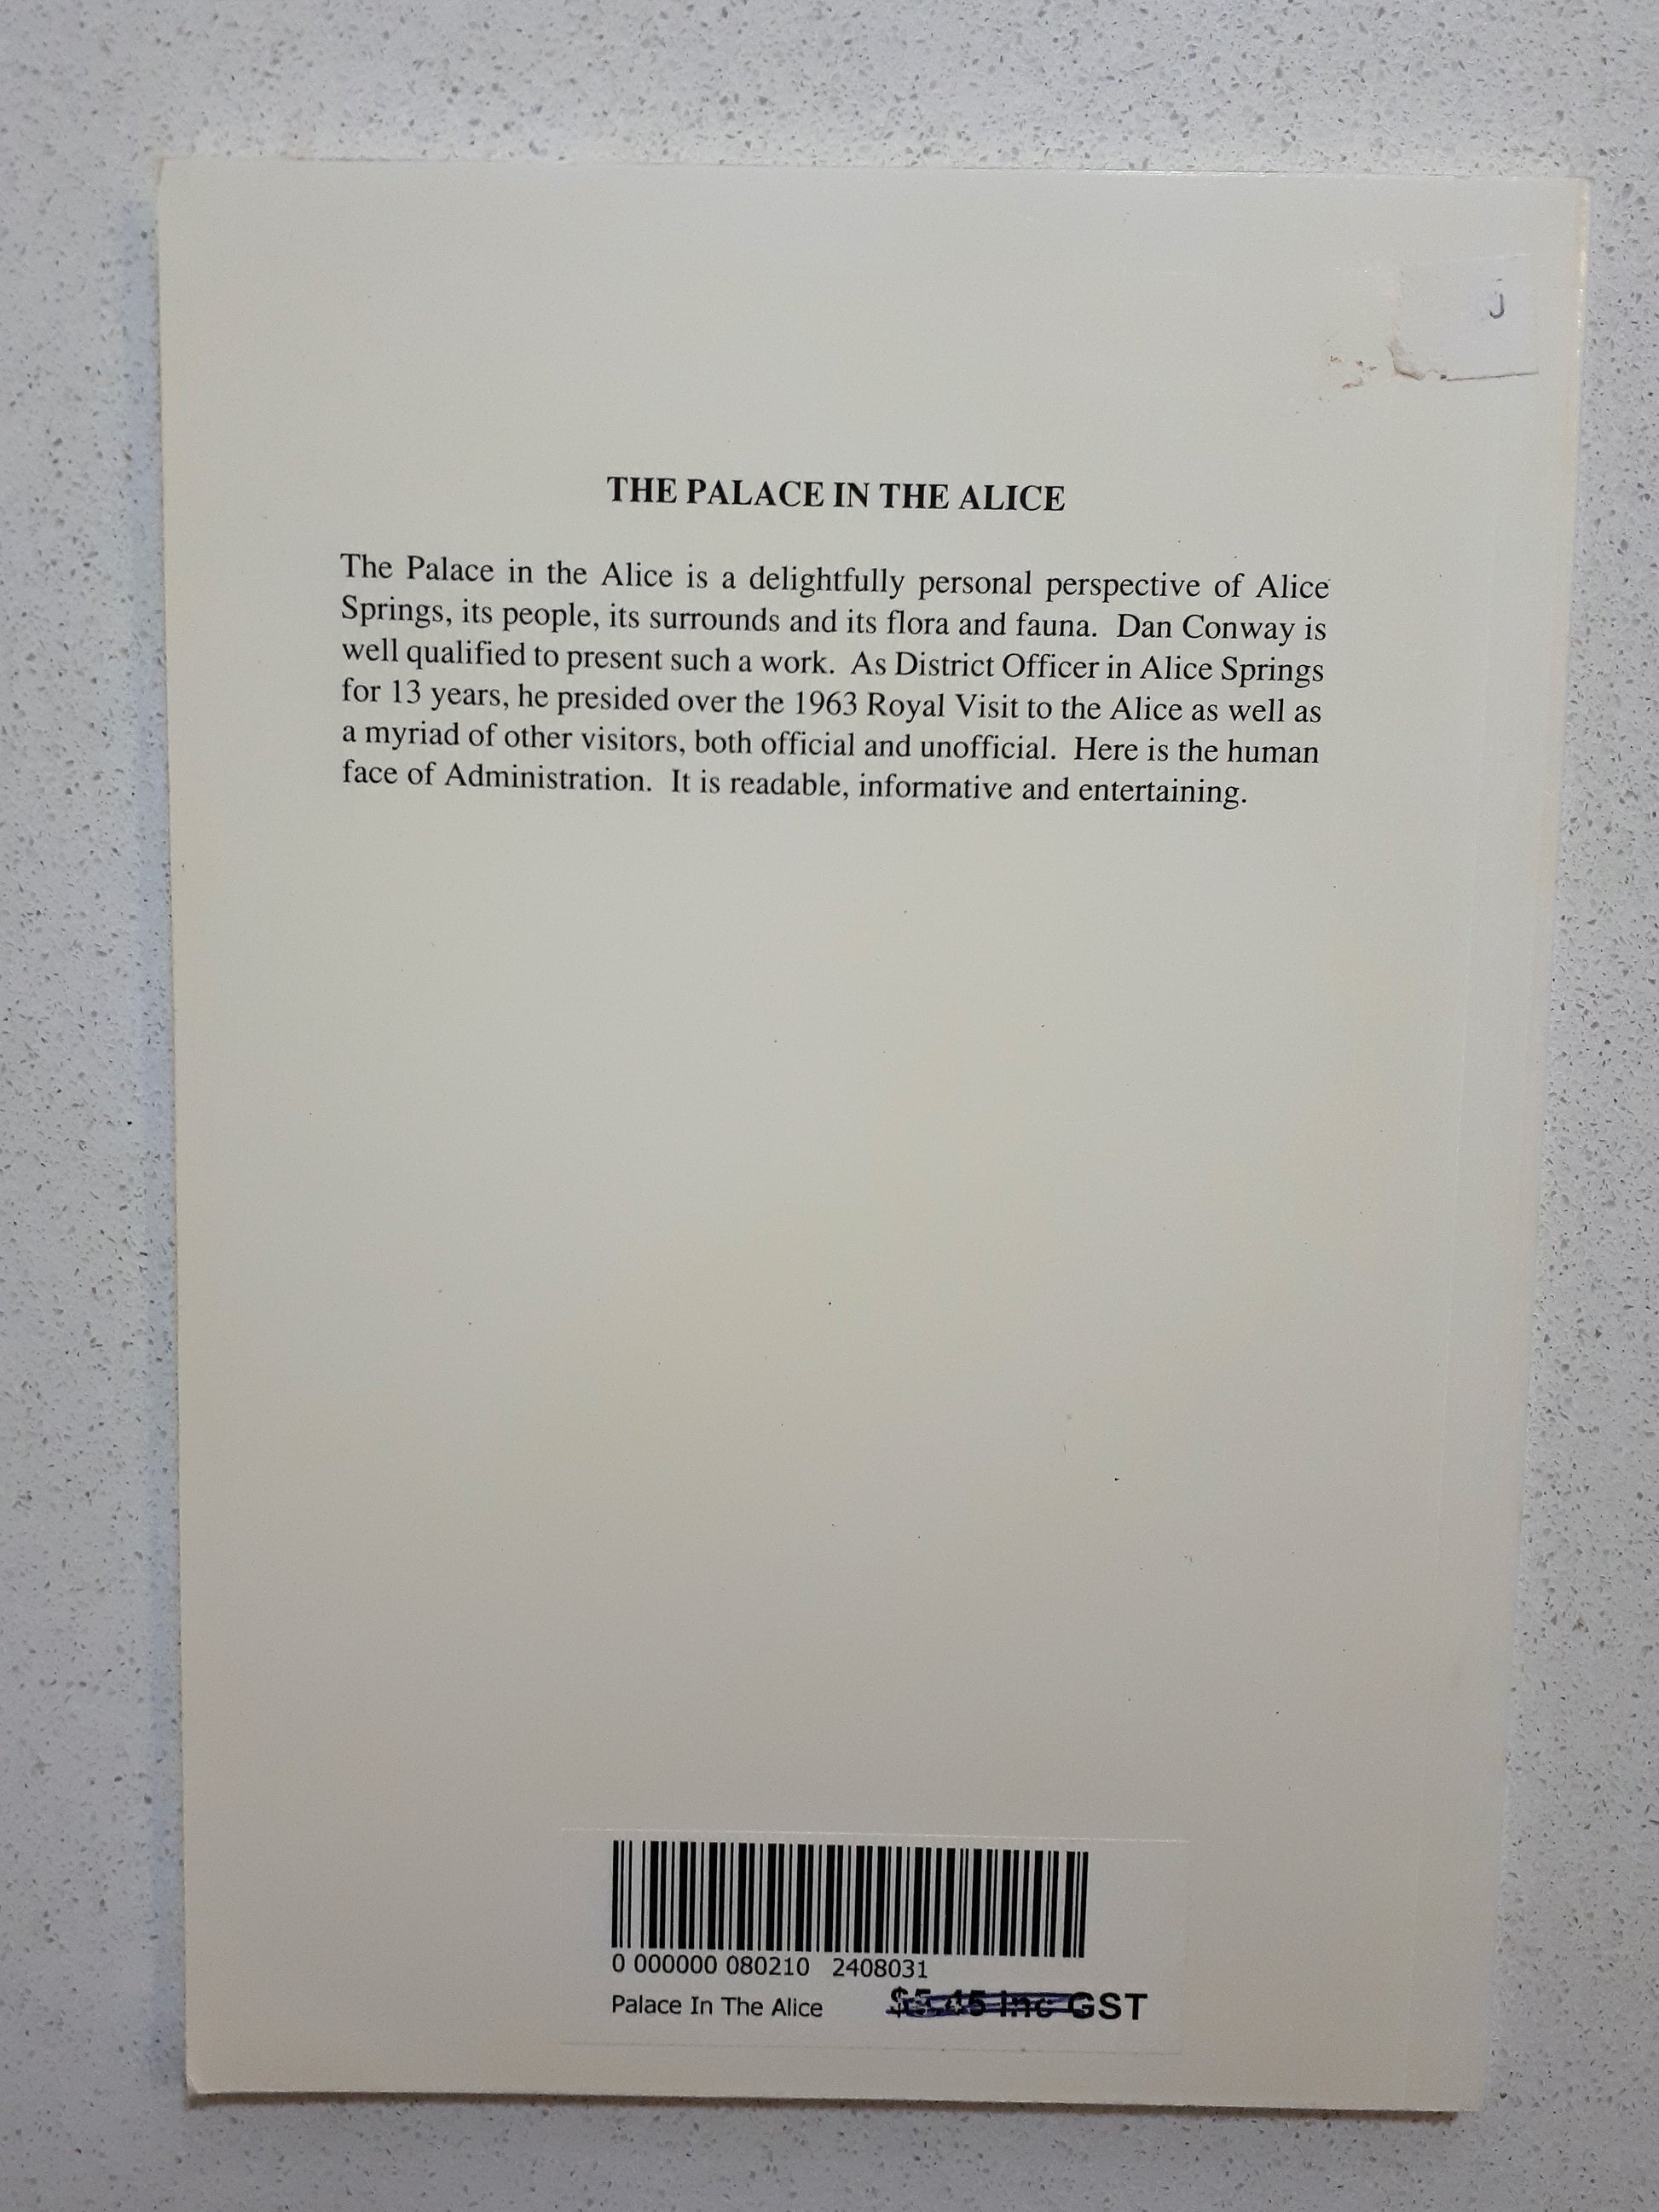 J
THE PALACE IN THE ALICE
The Palace in the Alice is a delightfully personal perspective of Alice
Springs, its people, its surrounds and its flora and fauna. Dan Conway is
well qualified to present such a work. As District Officer in Alice Springs
for 13 years, he presided over the 1963 Royal Visit to the Alice as well as
a myriad of other visitors, both official and unofficial. Here is the human
face of Administration. It is readable, informative and entertaining.
0 000000 080210 2408031
Palace In The Alice Inc GST